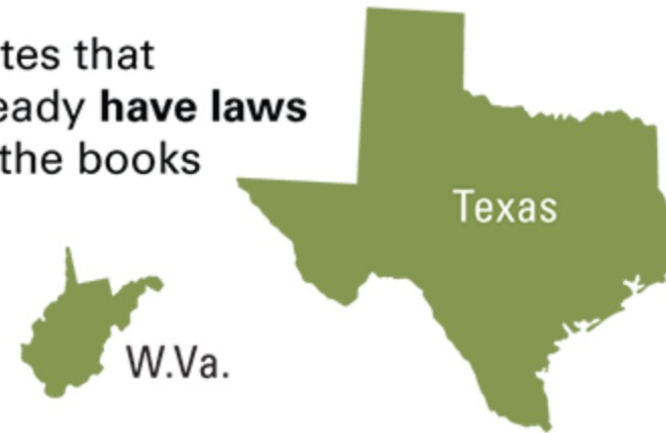 tes that
eady have laws
the books
Texas
W.Va.